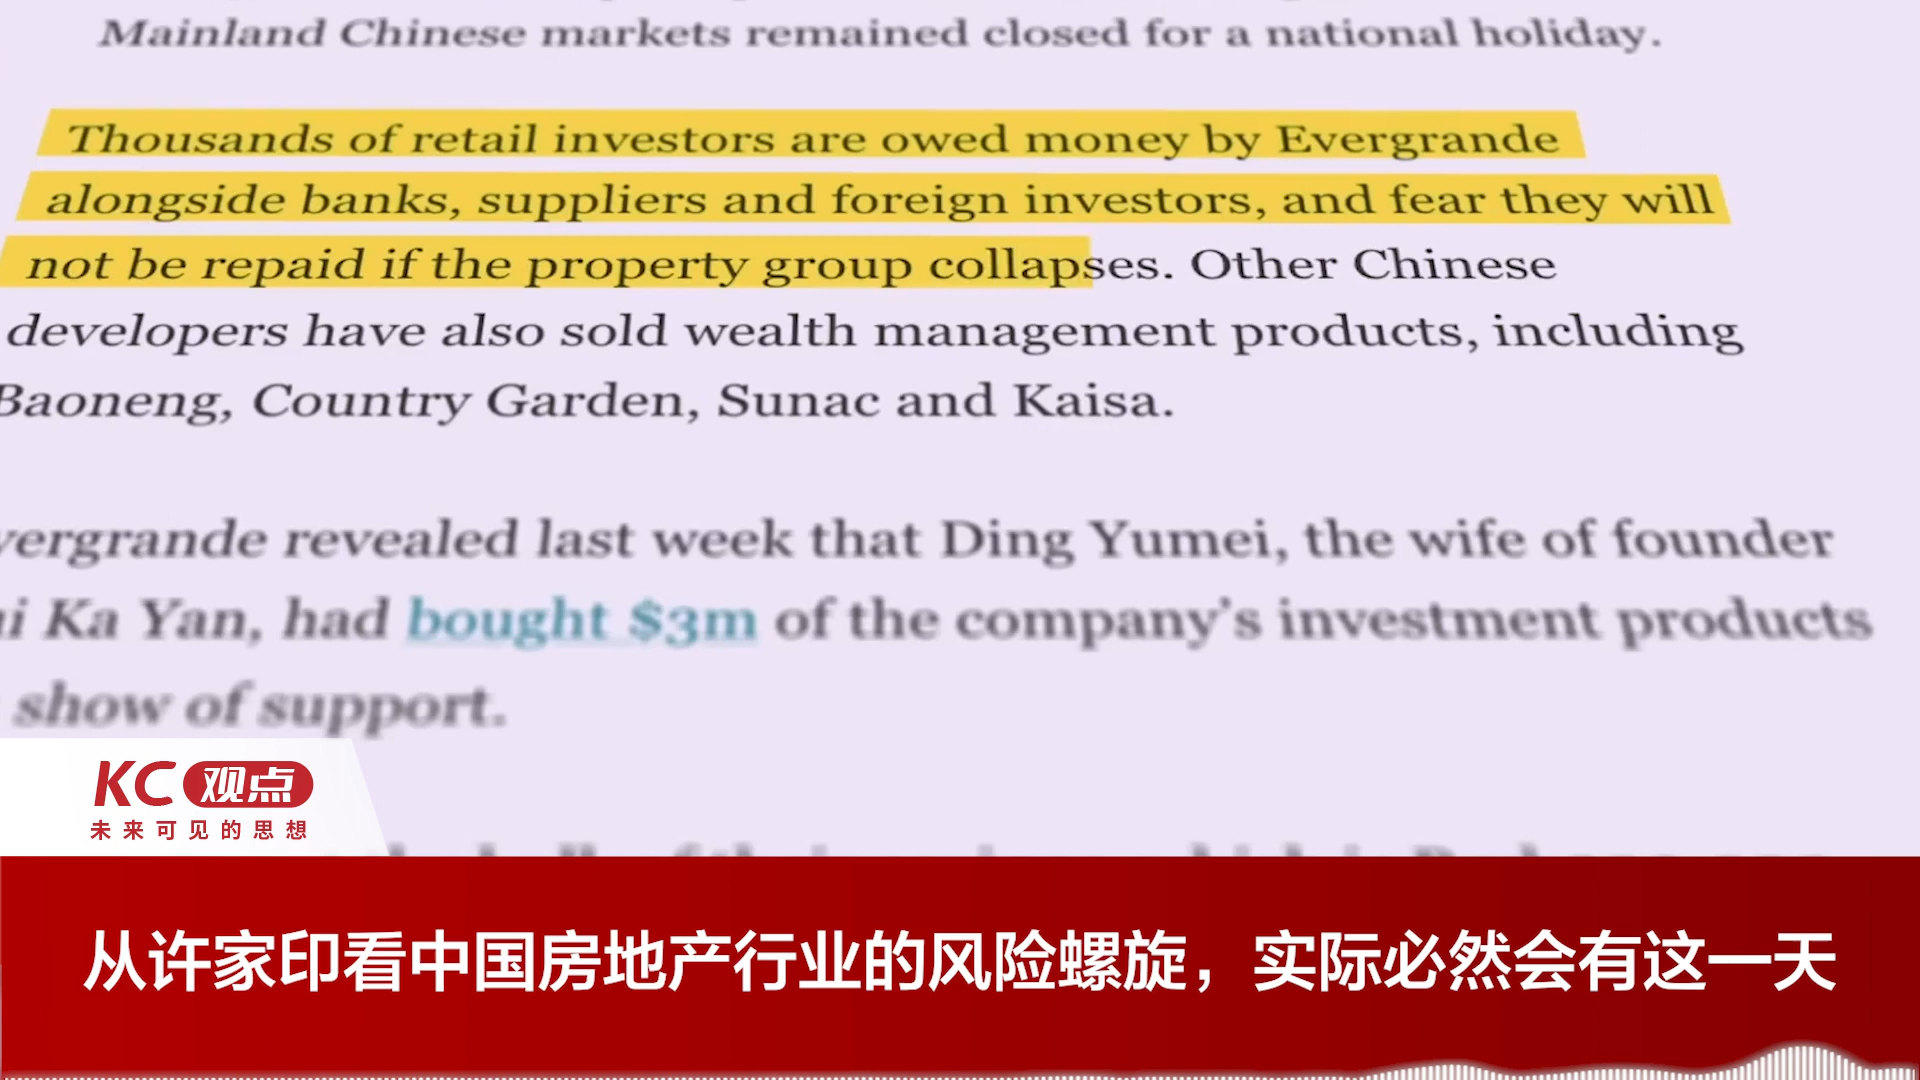 Mainland Chinese markets remained closed for a national holiday.
Thousands of retail investors are owed money by Evergrande
alongside banks, suppliers and foreign investors, and fear they will
not be repaid if the property group collapses. Other Chinese
developers have also sold wealth management products, including
Baoneng, Country Garden, Sunac and Kaisa.
vergrande revealed last week that Ding Yumei, the wife of founder
ui Ka Yan, had bought $3m of the company's investment products
show of support.
KC 观点
未来可见的思想
从许家印看中国房地产行业的风险螺旋，实际必然会有这一天